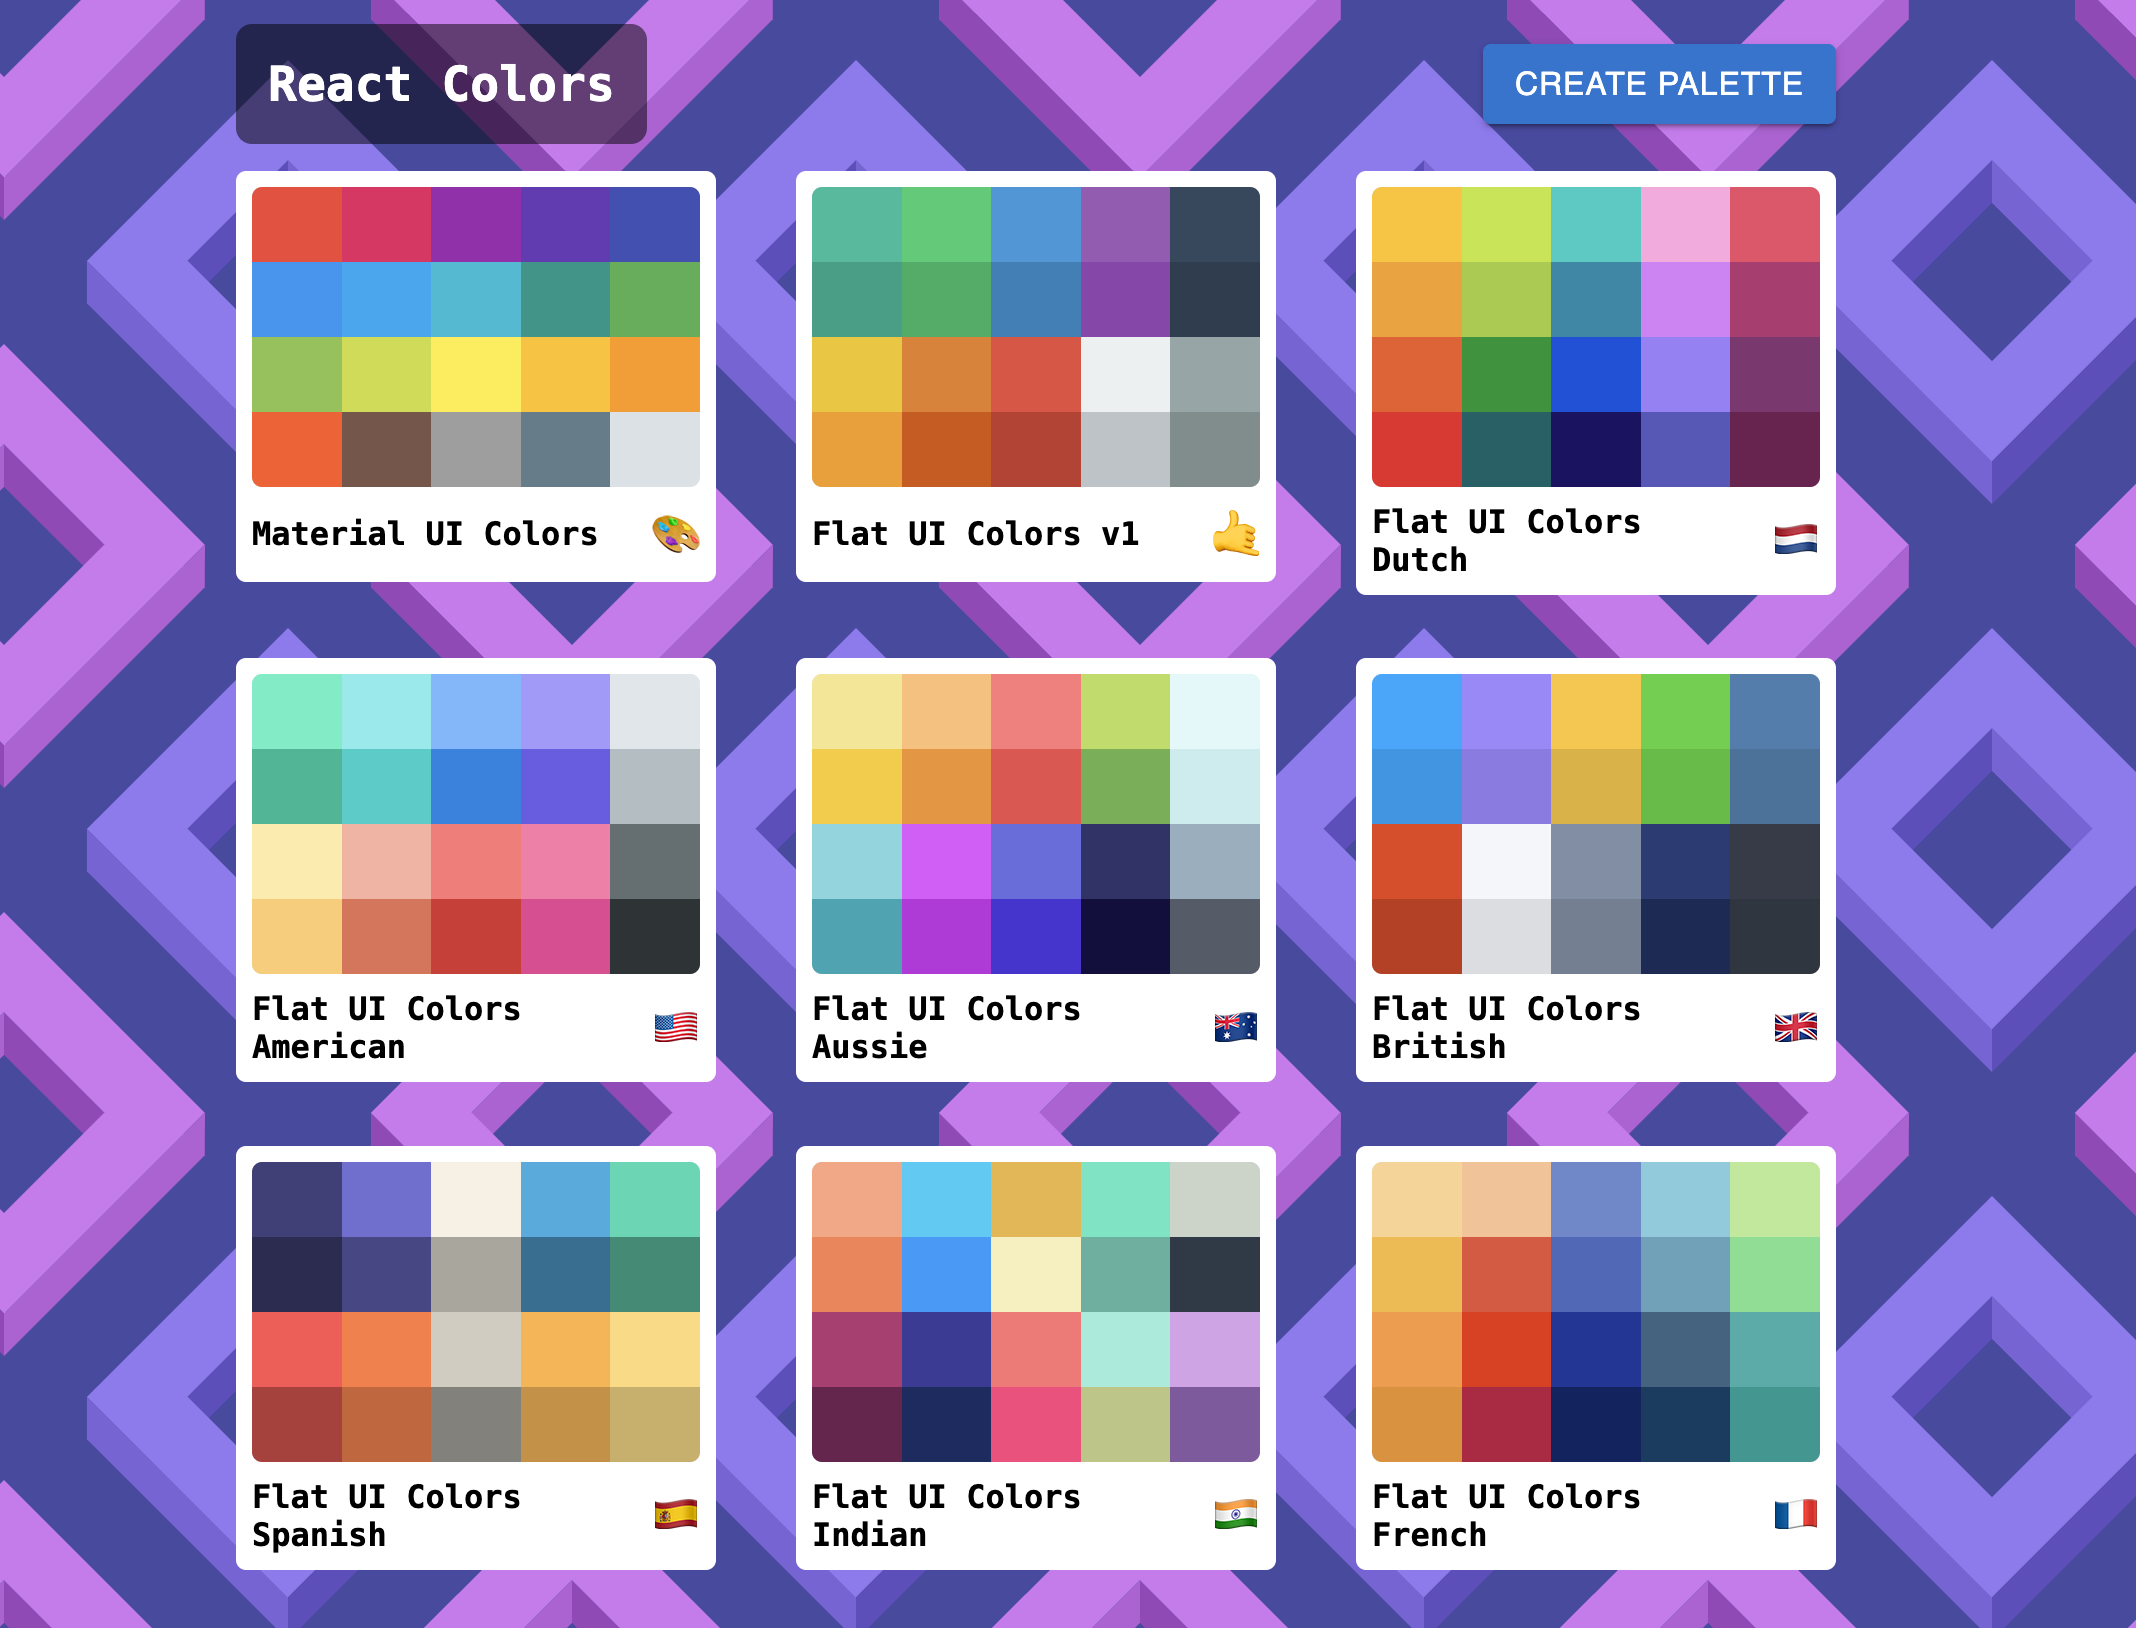 React Colors
CREATE PALETTE
Material UI Colors
Flat UI Colors v1
Flat UI Colors
Dutch
Flat UI Colors
American
Flat UI Colors
Aussie
Flat UI Colors
British
Flat UI Colors
Spanish
Flat UI Colors
Indian
Flat UI Colors
French